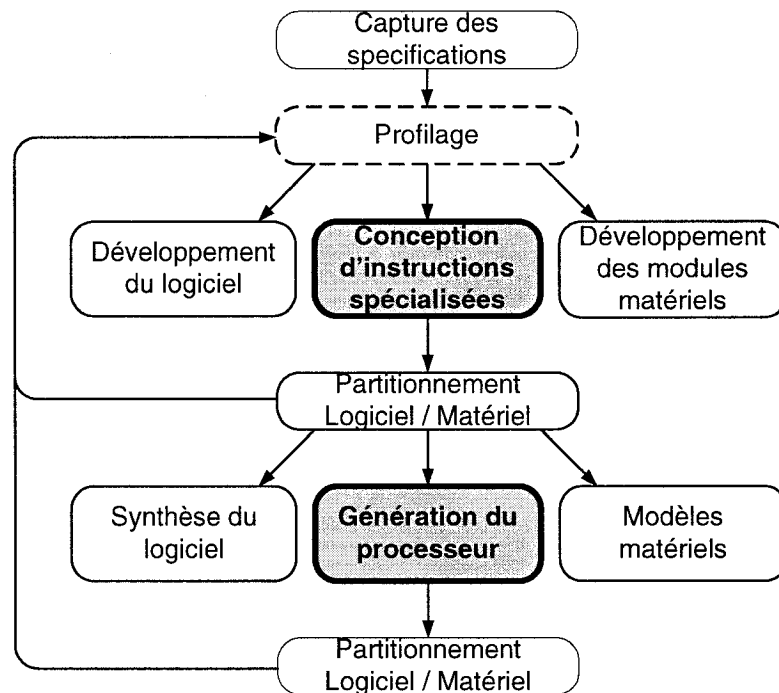 Capture des
specifications
Profilage
Développement
du logiciel
Conception
d'instructions
spécialisées
Développement
des modules
matériels
Partitionnement
Logiciel / Matériel
Synthèse du
logiciel
Génération du
processeur
Modèles
matériels
Partitionnement
Logiciel / Matériel